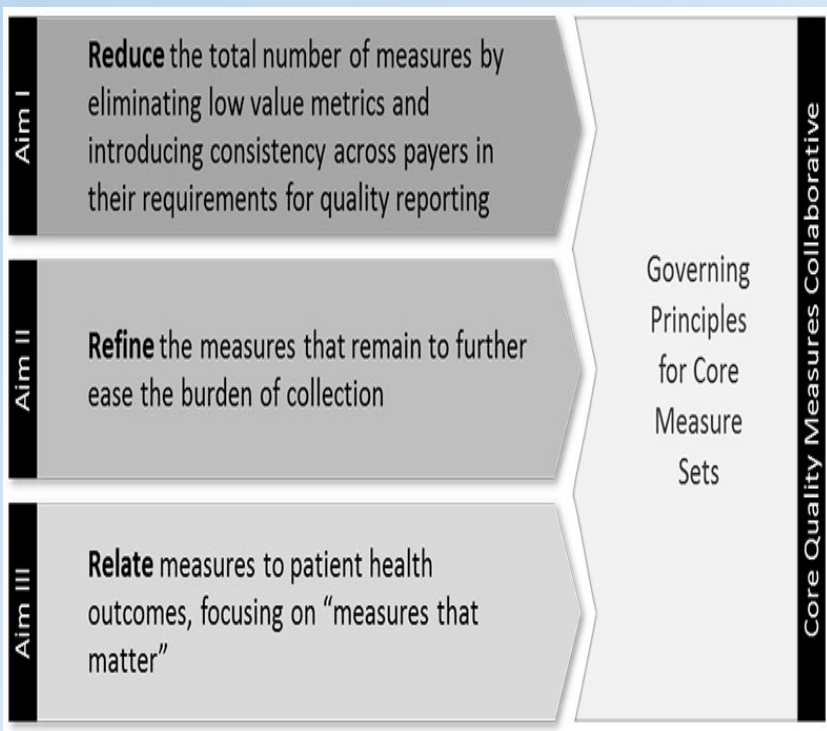 Aim I
Reduce the total number of measures by
eliminating low value metrics and
introducing consistency across payers in
their requirements for quality reporting
Aim II
Refine the measures that remain to further
ease the burden of collection
Aim III
Relate measures to patient health
outcomes, focusing on “measures that
matter”
Governing
Principles
for Core
Measure
Sets
Core Quality Measures Collaborative